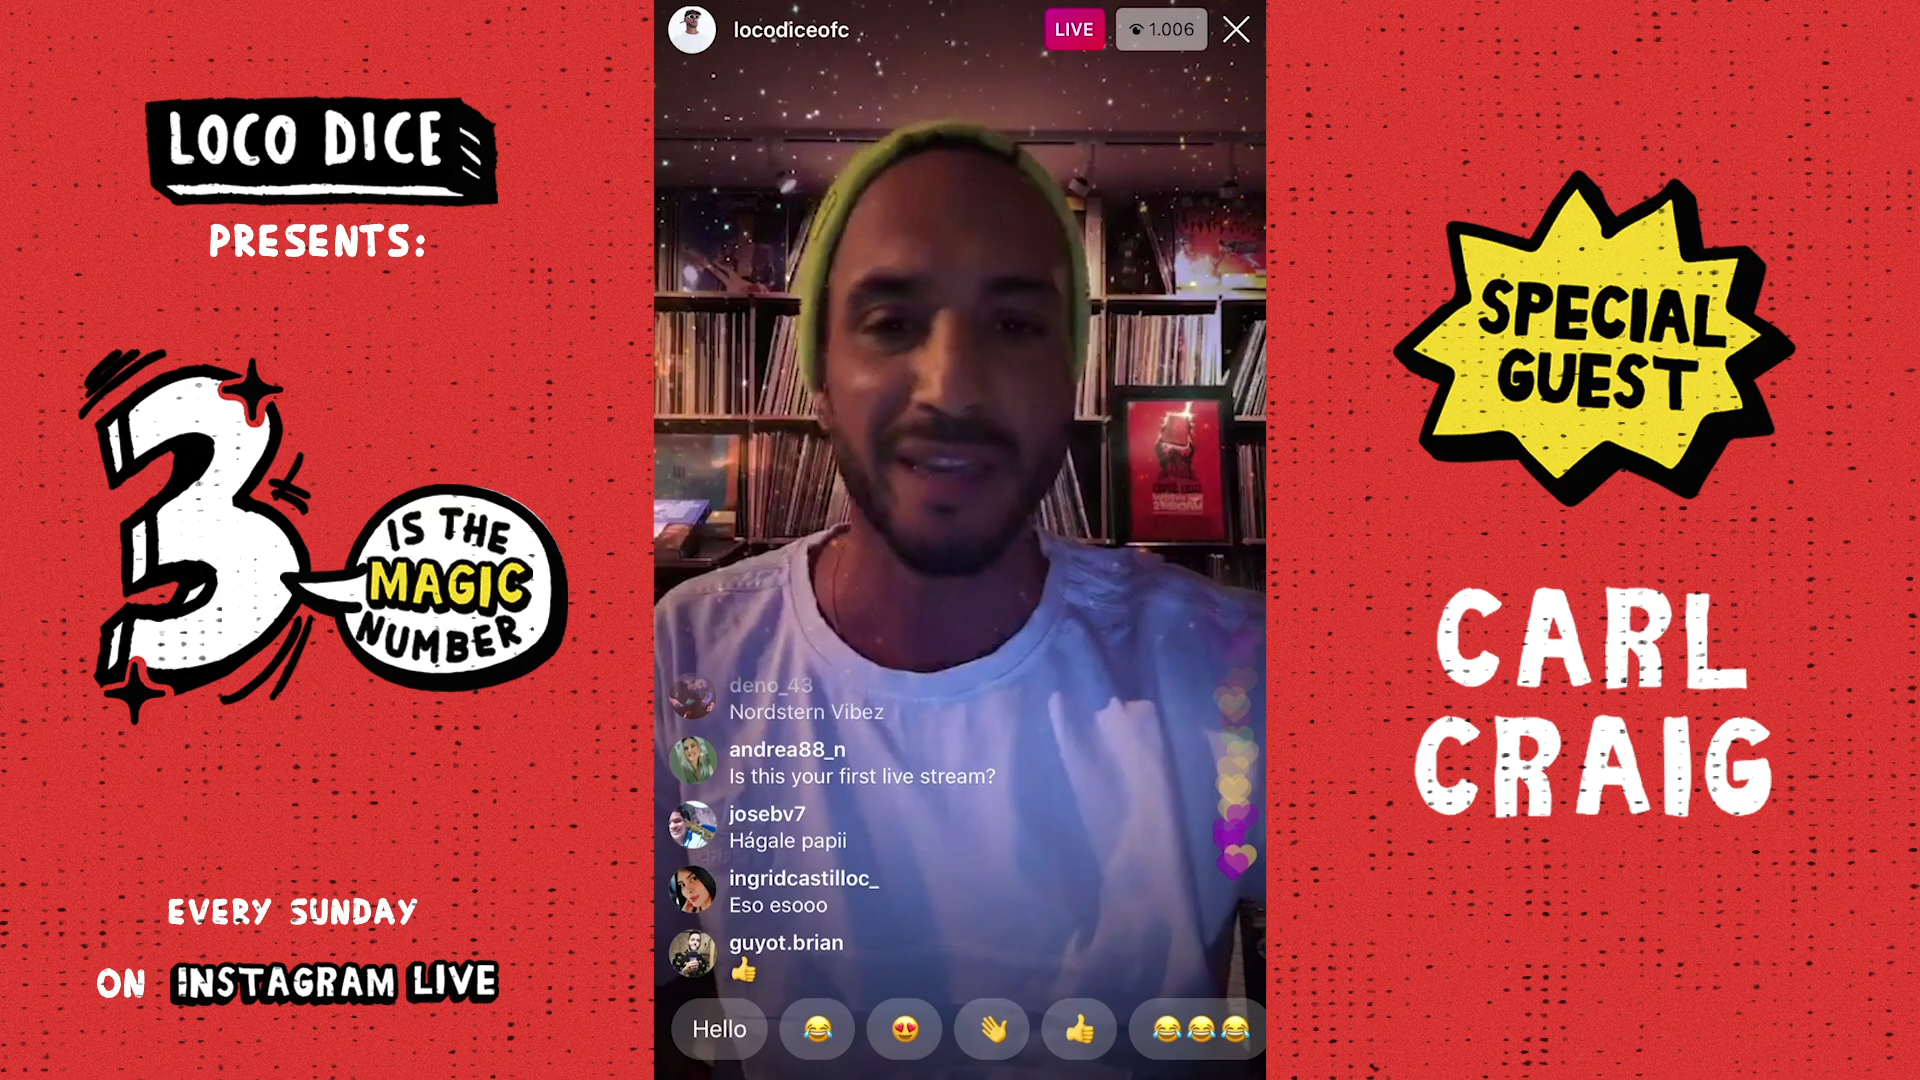 LOCO DICE
PRESENTS:
3
IS THE
MAGIC
NUMBER
EVERY SUNDAY
ON INSTAGRAM LIVE
locodiceofc
LIVE
1.006
deno_43
Nordstern Vibez
andrea88_n
Is this your first live stream?
josebv7
Hágale papii
ingridcastilloc_
Eso esooo
guyot.brian
👍
Hello 😂 😍 👋 👍 😂😂😂
SPECIAL
GUEST
CARL
CRAIG